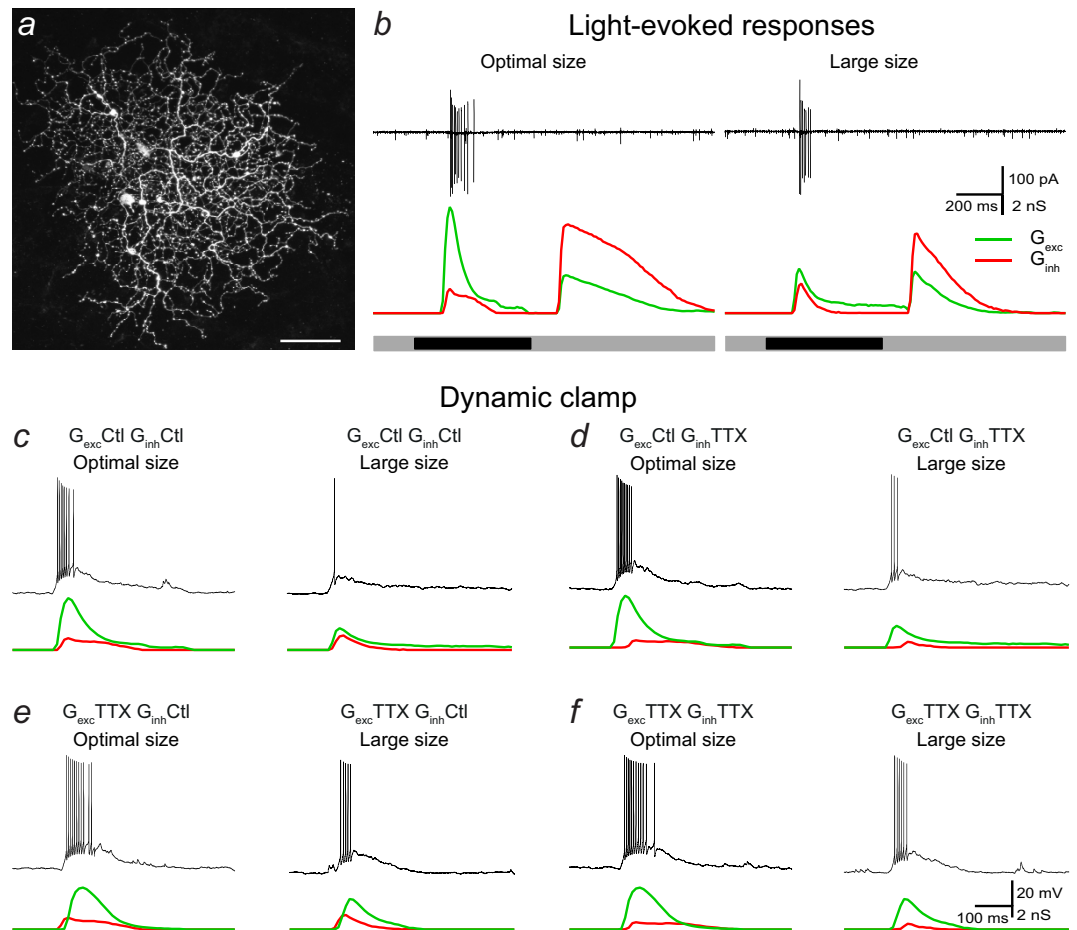 a
b
Light-evoked responses
Optimal size
Large size
100 pA
200 ms
2 nS
Gexc
Ginh
Dynamic clamp
c
GexcCtl GinhCtl
Optimal size
GexcCtl GinhCtl
Large size
d
GexcCtl GinhTTX
Optimal size
GexcCtl GinhTTX
Large size
e
GexcTTX GinhCtl
Optimal size
GexcTTX GinhCtl
Large size
f
GexcTTX GinhTTX
Optimal size
GexcTTX GinhTTX
Large size
20 mV
100 ms
2 nS